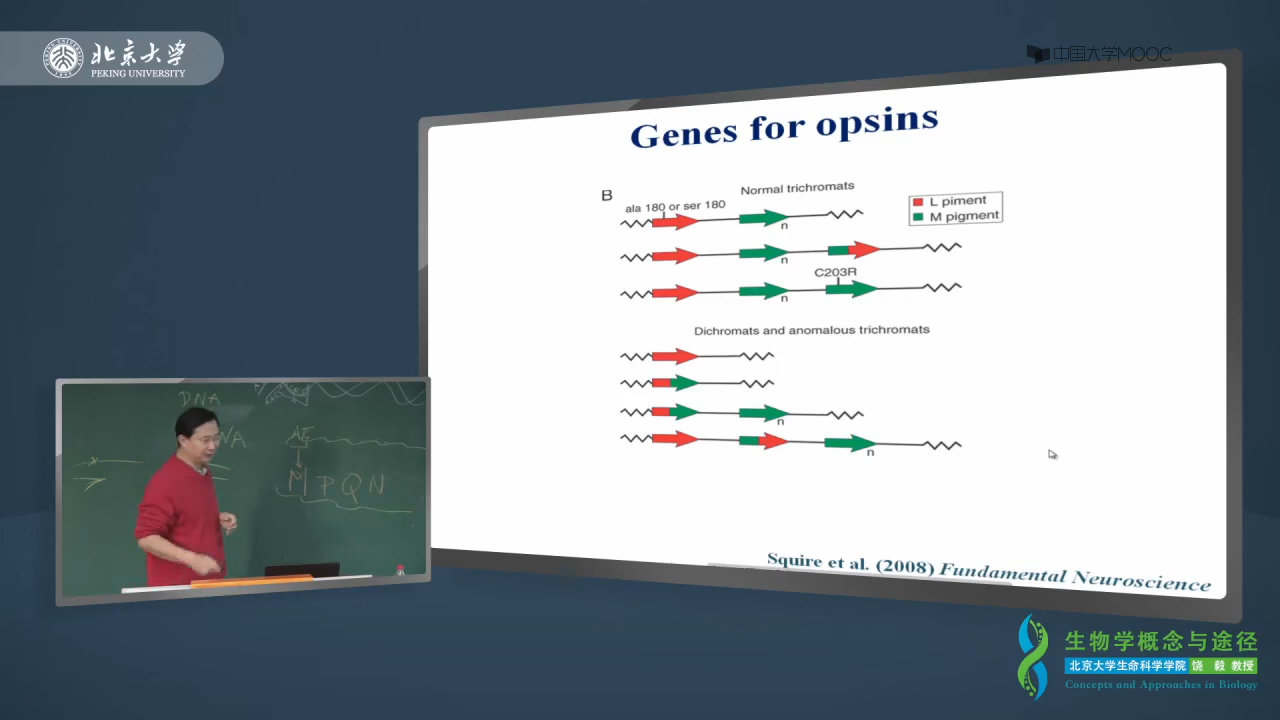 北京大学
PEKING UNIVERSITY
中国大学MOOC
Genes for opsins
B
Normal trichromats
ala 180 or ser 180
L piment
M pigment
n
n
C203R
n
Dichromats and anomalous trichromats
n
n
Squire et al. (2008) Fundamental Neuroscience
DNA
NA
M P Q N
生物学概念与途径
北京大学生命科学学院 饶 毅 教授
Concepts and Approaches in Biology